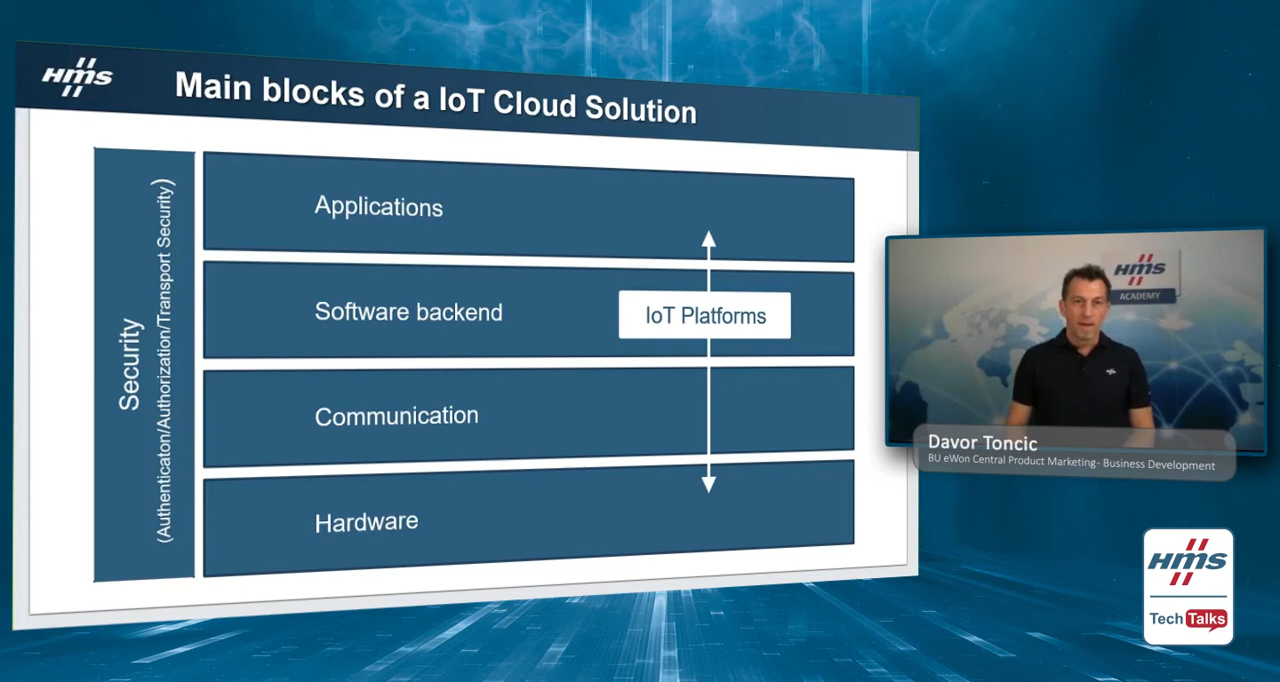 HMS
Main blocks of a IoT Cloud Solution
Security
(Authenticaton/Authorization/Transport Security)
Applications
Software backend
IoT Platforms
Communication
Hardware
HMS
ACADEMY
Davor Toncic
BU eWon Central Product Marketing- Business Development
HMS
Tech Talks